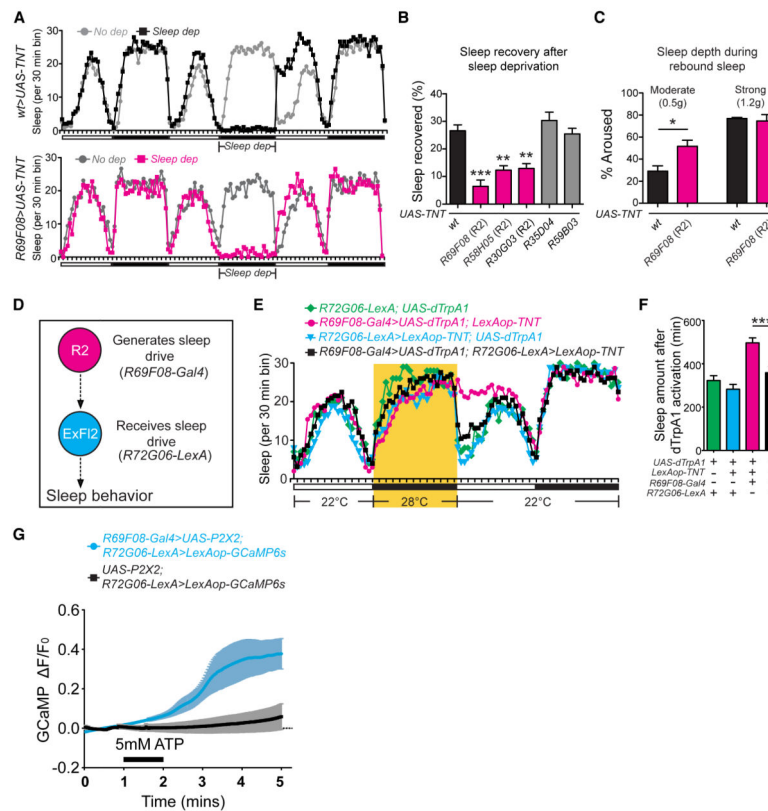 A
wt>UAS-TNT
Sleep (per 30 min bin)
30
20
10
0
No dep
Sleep dep
Sleep dep
R69F08>UAS-TNT
Sleep (per 30 min bin)
30
20
10
0
No dep
Sleep dep
Sleep dep
B
Sleep recovery after
sleep deprivation
Sleep recovered (%)
40
30
20
10
0
***
**
**
UAS-TNT
wt
R69F08 (R2)
R58H05 (R2)
R30G03 (R2)
R35D04
R59B03
C
Sleep depth during
rebound sleep
Moderate
(0.5g)
Strong
(1.2g)
*
% Aroused
100
80
60
40
20
0
UAS-TNT
wt
R69F08 (R2)
wt
R69F08 (R2)
D
R2
Generates sleep
drive
(R69F08-Gal4)
ExFl2
Receives sleep
drive
(R72G06-LexA)
Sleep behavior
E
R72G06-LexA; UAS-dTrpA1
R69F08-Gal4>UAS-dTrpA1; LexAop-TNT
R72G06-LexA>LexAop-TNT; UAS-dTrpA1
R69F08-Gal4>UAS-dTrpA1; R72G06-LexA>LexAop-TNT
Sleep (per 30 min bin)
30
20
10
0
22°C
28°C
22°C
F
Sleep amount after
dTrpA1 activation (min)
600
400
200
0
UAS-dTrpA1 + + +
LexAop-TNT - + +
R69F08-Gal4 - - +
R72G06-LexA + + -
G
R69F08-Gal4>UAS-P2X2;
R72G06-LexA>LexAop-GCaMP6s
UAS-P2X2;
R72G06-LexA>LexAop-GCaMP6s
GCaMP ΔF/F0
0.6
0.4
0.2
0.0
-0.2
5mM ATP
0 1 2 3 4 5
Time (mins)